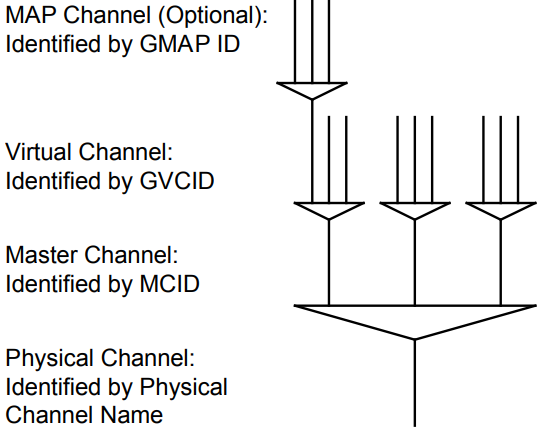 MAP Channel (Optional):
Identified by GMAP ID
Virtual Channel:
Identified by GVCID
Master Channel:
Identified by MCID
Physical Channel:
Identified by Physical
Channel Name